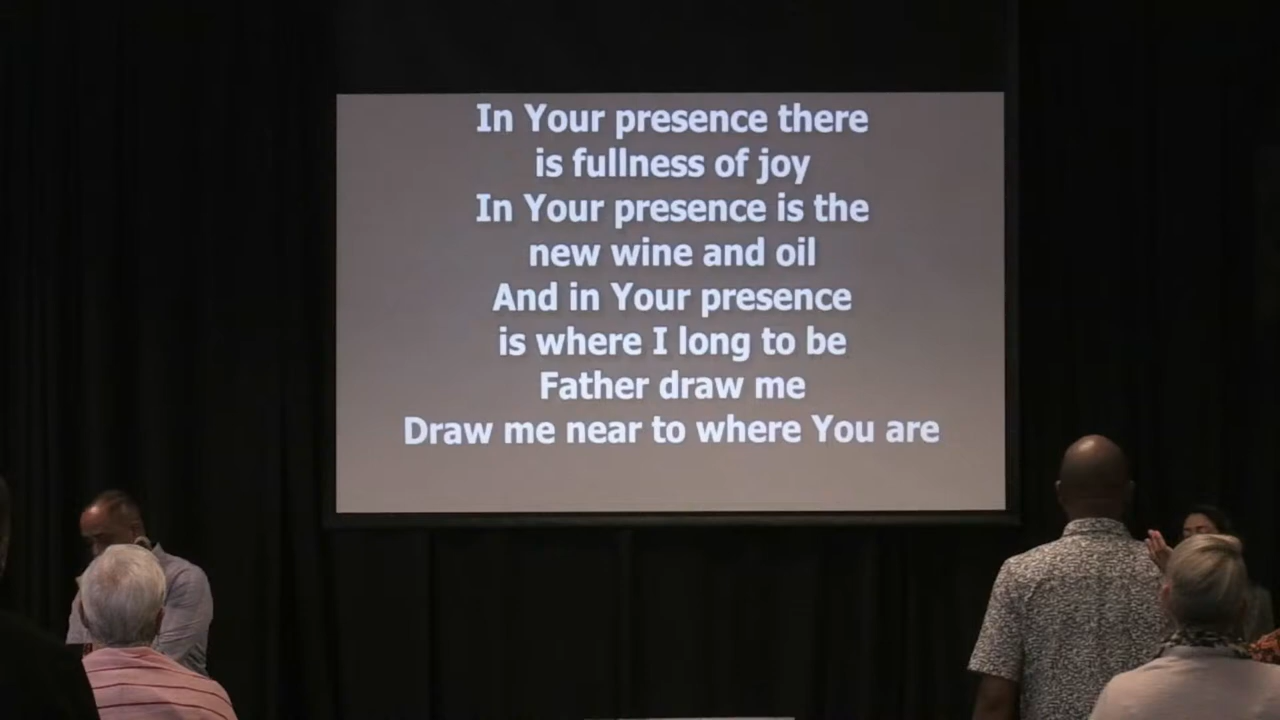 In Your presence there
is fullness of joy
In Your presence is the
new wine and oil
And in Your presence
is where I long to be
Father draw me
Draw me near to where You are